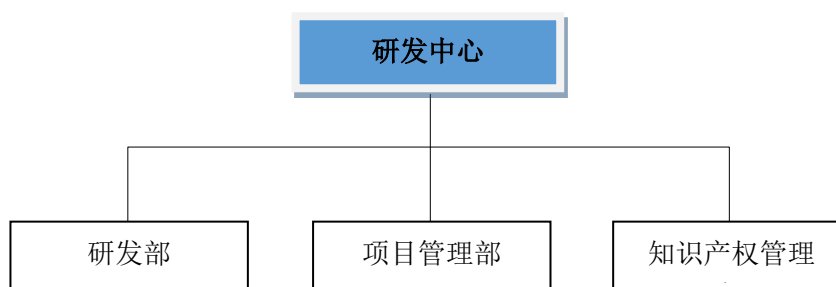 研发中心
研发部
项目管理部
知识产权管理